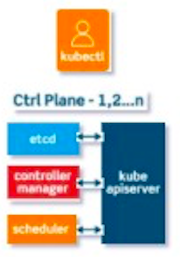 kubectl
Ctrl Plane - 1,2...n
etcd
controller
manager
scheduler
kube
apiserver